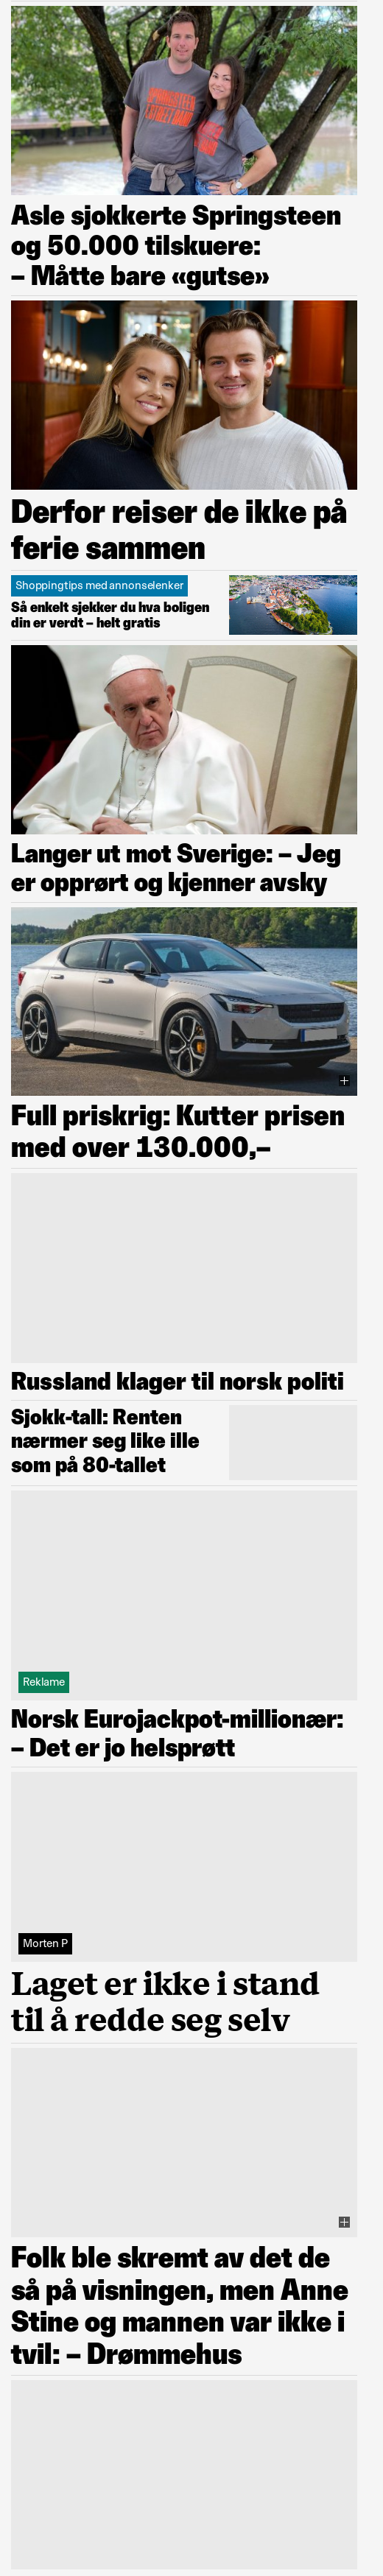 SPRINGSTEEN
E STREET BAND
Asle sjokkerte Springsteen
og 50.000 tilskuere:
– Måtte bare «gutse»
Derfor reiser de ikke på
ferie sammen
Shoppingtips med annonselenker
Så enkelt sjekker du hva boligen
din er verdt – helt gratis
Langer ut mot Sverige: – Jeg
er opprørt og kjenner avsky
Full priskrig: Kutter prisen
med over 130.000,–
Russland klager til norsk politi
Sjokk-tall: Renten
nærmer seg like ille
som på 80-tallet
Reklame
Norsk Eurojackpot-millionær:
– Det er jo helsprøtt
Morten P
Laget er ikke i stand
til å redde seg selv
Folk ble skremt av det de
så på visningen, men Anne
Stine og mannen var ikke i
tvil: – Drømmehus